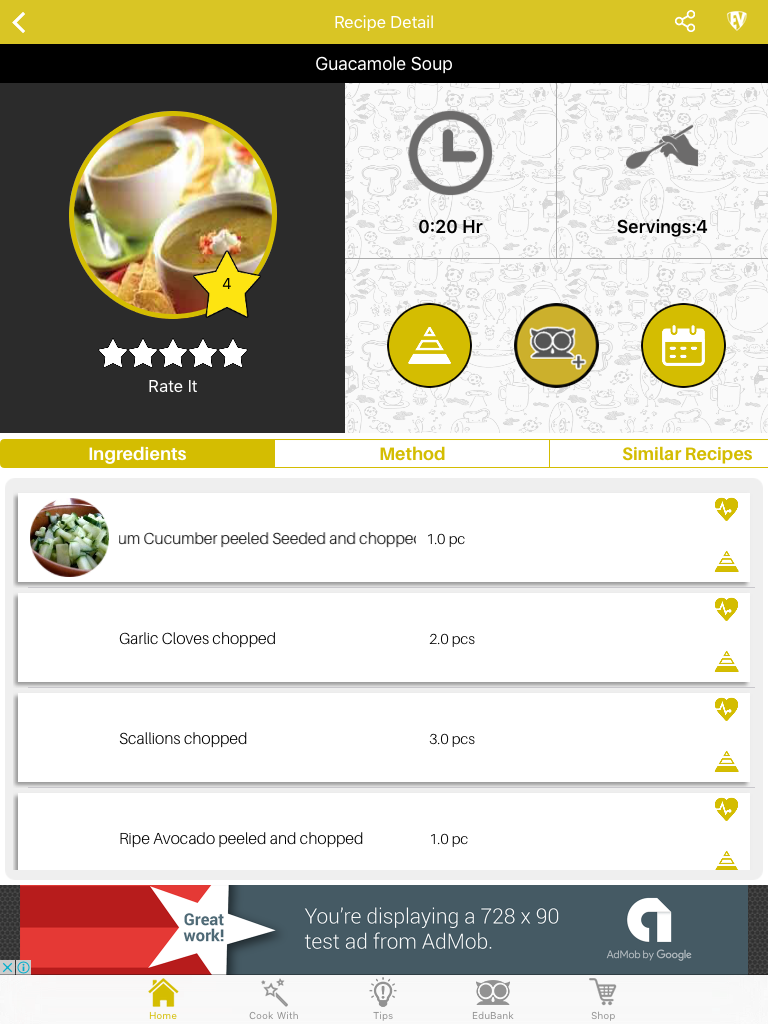 Recipe Detail
EV
Guacamole Soup
4
Rate It
0:20 Hr
Servings:4
Ingredients
Method
Similar Recipes
um Cucumber peeled Seeded and chopped 1.0 pc
Garlic Cloves chopped 2.0 pcs
Scallions chopped 3.0 pcs
Ripe Avocado peeled and chopped 1.0 pc
Great
work!
You're displaying a 728 x 90
test ad from AdMob.
AdMob by Google
Home
Cook With
Tips
EduBank
Shop